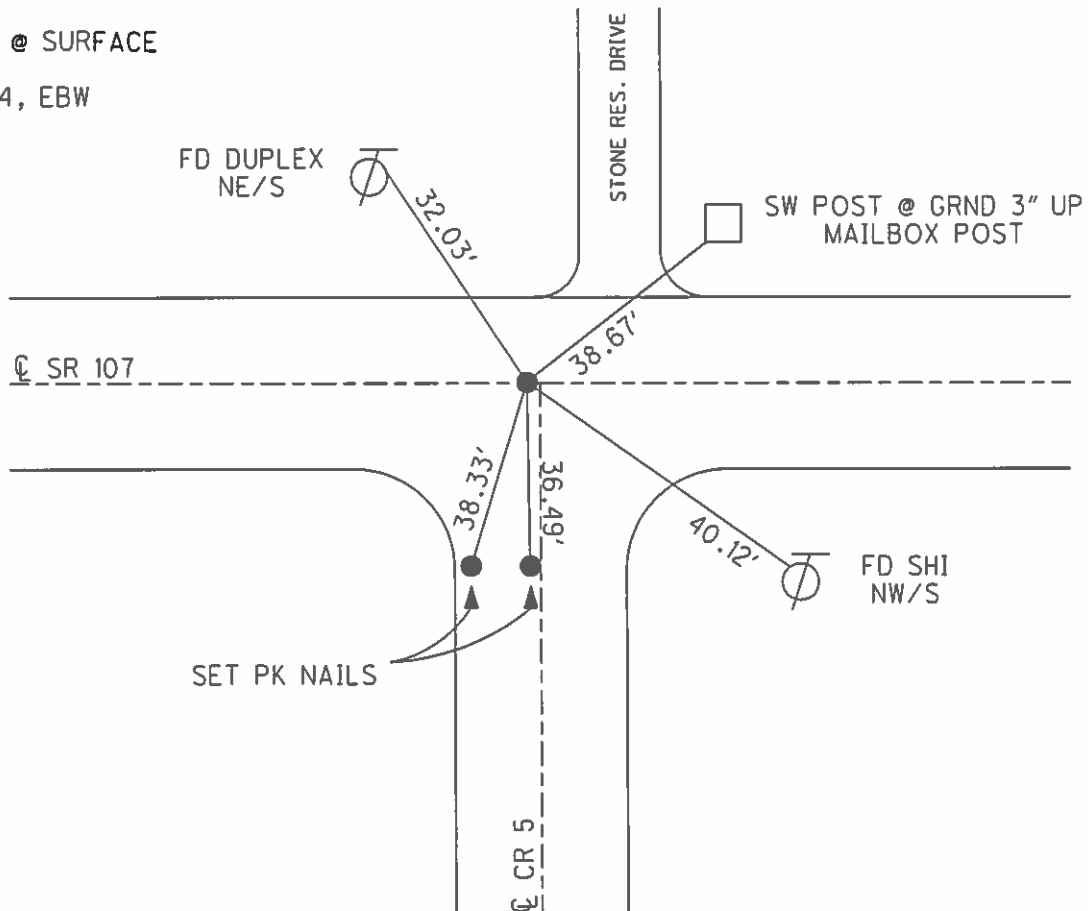 @ SURFACE
4, EBW
STONE RES. DRIVE
FD DUPLEX
NE/S
32.03'
SW POST @ GRND 3" UP
MAILBOX POST
38.67'
℄ SR 107
38.33'
36.49'
40.12'
FD SHI
NW/S
SET PK NAILS
℄ CR 5